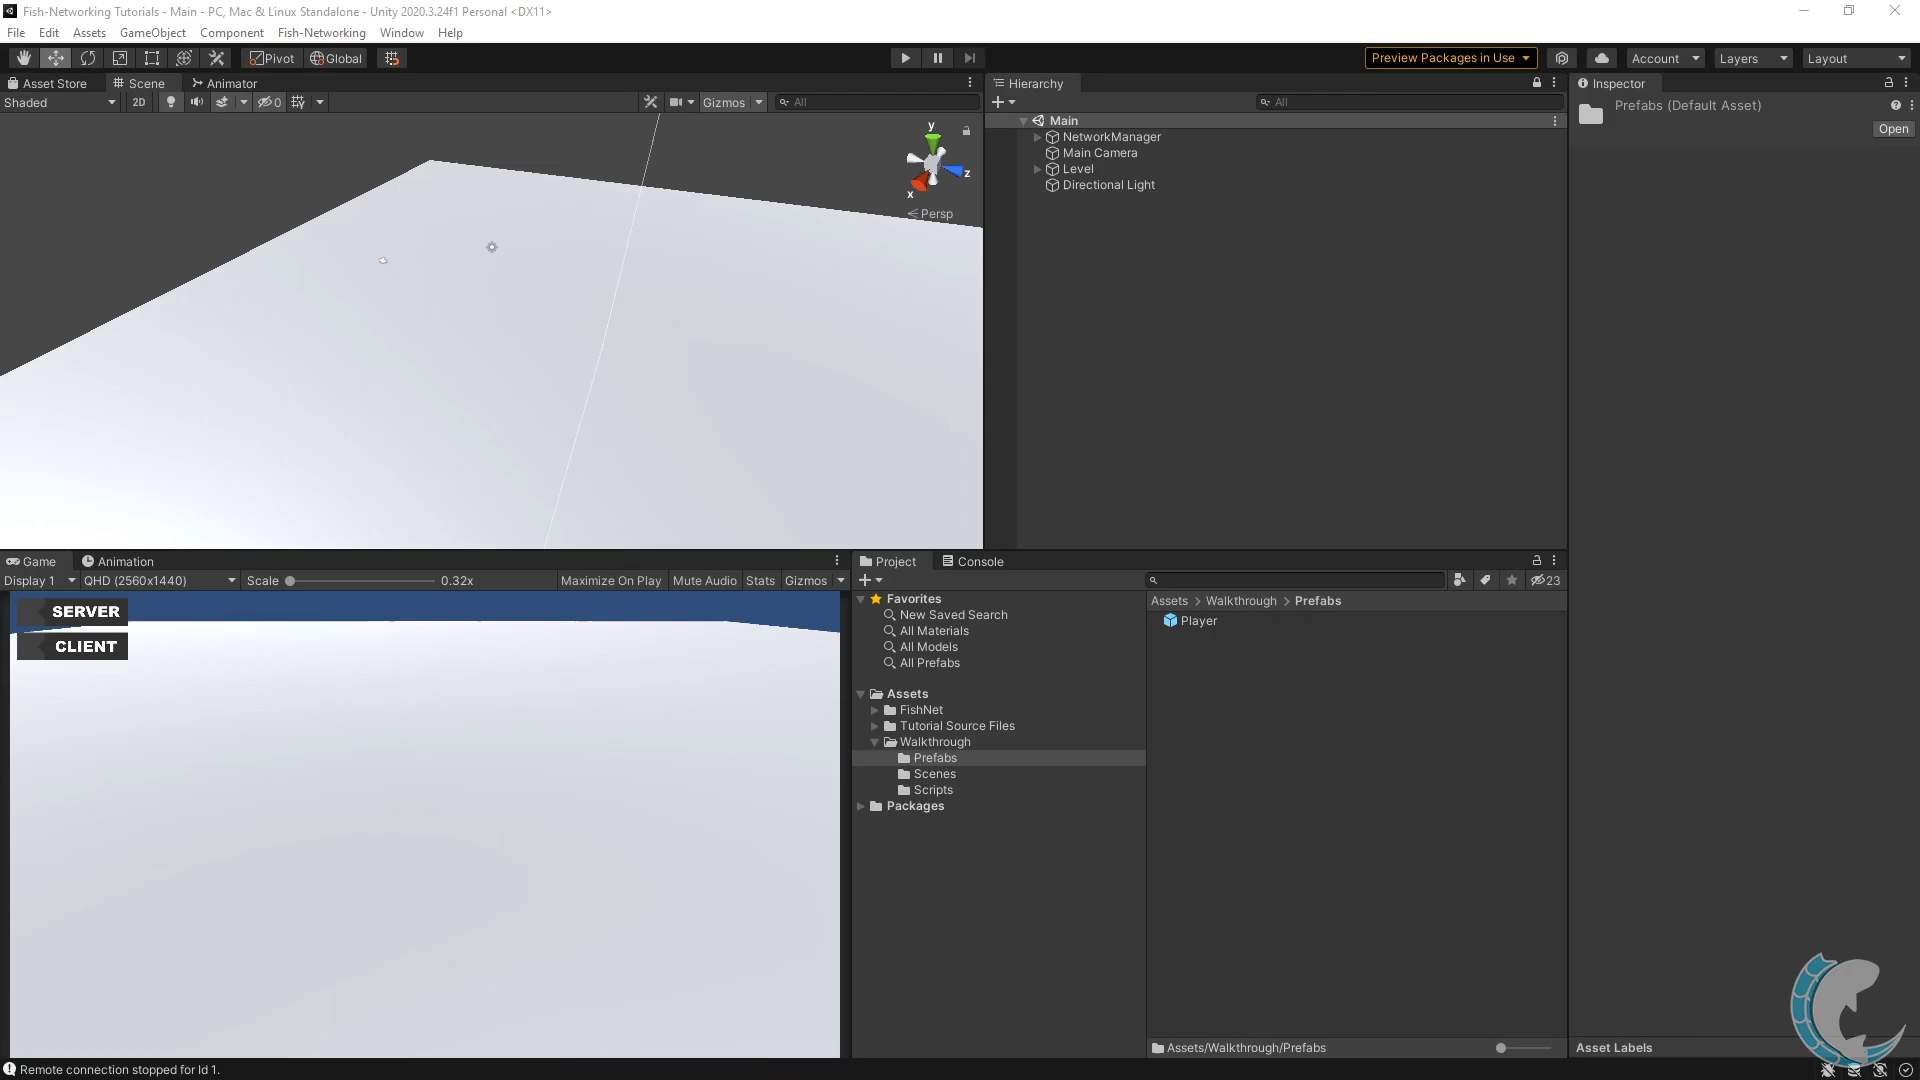 Fish-Networking Tutorials - Main - PC, Mac & Linux Standalone - Unity 2020.3.24f1 Personal <DX11>
File Edit Assets GameObject Component Fish-Networking Window Help
Pivot Global Preview Packages in Use Account Layers Layout
Asset Store Scene Animator
Shaded 2D 0 Gizmos All
y
z
x
Persp
Hierarchy
All
Main
NetworkManager
Main Camera
Level
Directional Light
Inspector
Prefabs (Default Asset)
Open
Game Animation
Display 1 QHD (2560x1440) Scale 0.32x Maximize On Play Mute Audio Stats Gizmos
SERVER
CLIENT
Project Console
23
Favorites
New Saved Search
All Materials
All Models
All Prefabs
Assets
FishNet
Tutorial Source Files
Walkthrough
Prefabs
Scenes
Scripts
Packages
Assets > Walkthrough > Prefabs
Player
Assets/Walkthrough/Prefabs
Asset Labels
Remote connection stopped for Id 1.